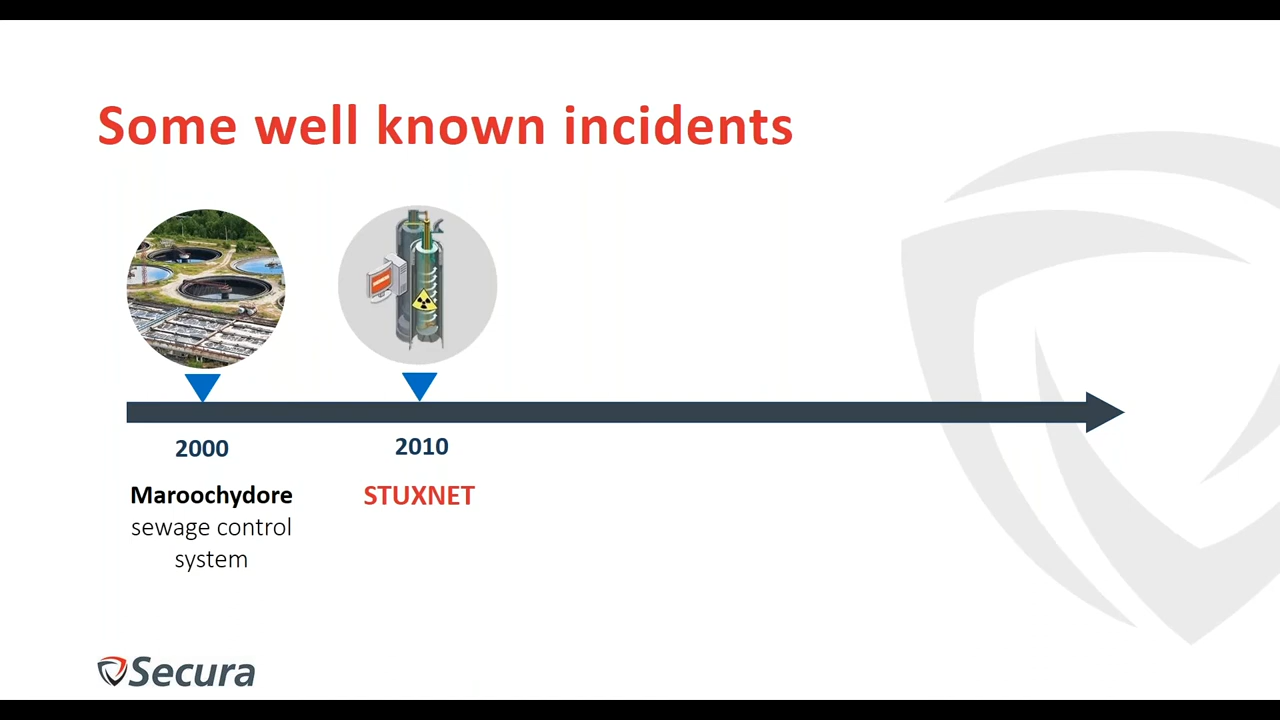 Some well known incidents
2000
2010
Maroochydore
sewage control
system
STUXNET
Secura